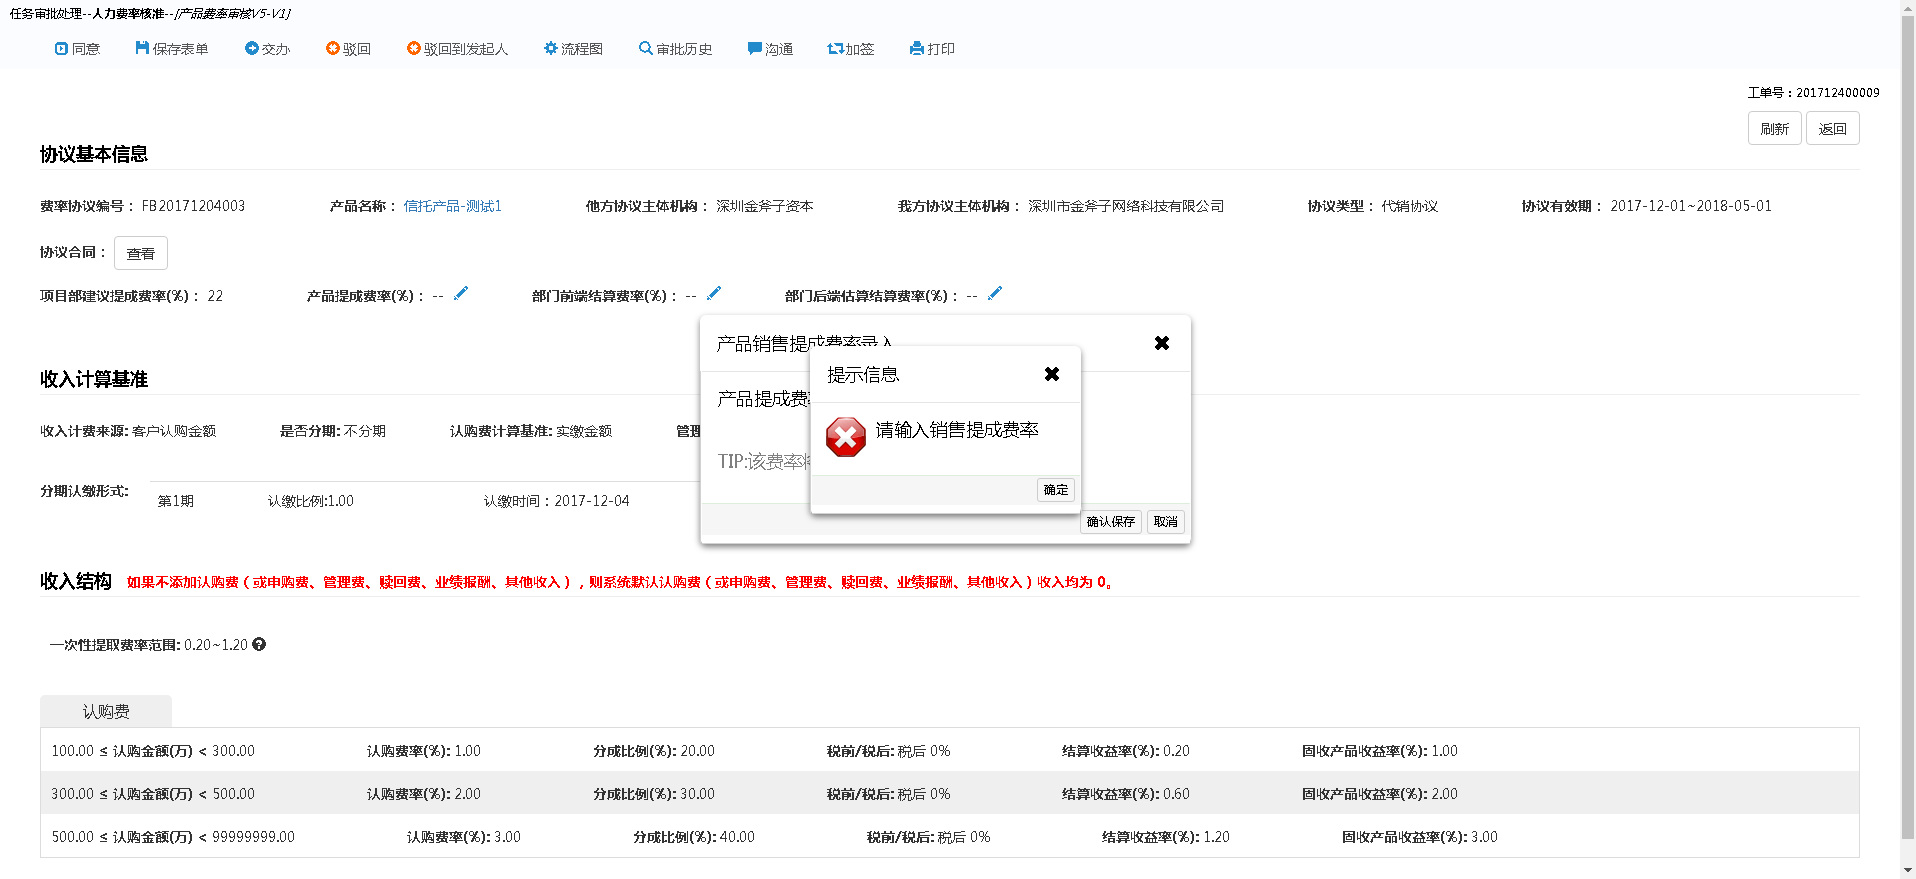 任务审批处理--人力费率核准--[产品费率审核V5-V1]
同意 保存表单 交办 驳回 驳回到发起人 流程图 审批历史 沟通 加签 打印
工单号：201712400009
刷新 返回
协议基本信息
费率协议编号： FB20171204003 产品名称： 信托产品-测试1 他方协议主体机构： 深圳金斧子资本 我方协议主体机构： 深圳市金斧子网络科技有限公司 协议类型： 代销协议 协议有效期： 2017-12-01~2018-05-01
协议合同： 查看
项目部建议提成费率(%)： 22 产品提成费率(%)： -- 部门前端结算费率(%)： -- 部门后端估算结算费率(%)： --
产品销售提成费率录入
提示信息
收入计算基准
产品提成费
请输入销售提成费率
收入计费来源: 客户认购金额 是否分期: 不分期 认购费计算基准: 实缴金额 管理
TIP:该费率
确定
分期认缴形式:
第1期 认缴比例:1.00 认缴时间：2017-12-04
确认保存 取消
收入结构 如果不添加认购费（或申购费、管理费、赎回费、业绩报酬、其他收入），则系统默认认购费（或申购费、管理费、赎回费、业绩报酬、其他收入）收入均为 0。
一次性提取费率范围: 0.20~1.20
认购费
100.00 ≤ 认购金额(万) < 300.00 认购费率(%): 1.00 分成比例(%): 20.00 税前/税后: 税后 0% 结算收益率(%): 0.20 固收产品收益率(%): 1.00
300.00 ≤ 认购金额(万) < 500.00 认购费率(%): 2.00 分成比例(%): 30.00 税前/税后: 税后 0% 结算收益率(%): 0.60 固收产品收益率(%): 2.00
500.00 ≤ 认购金额(万) < 99999999.00 认购费率(%): 3.00 分成比例(%): 40.00 税前/税后: 税后 0% 结算收益率(%): 1.20 固收产品收益率(%): 3.00